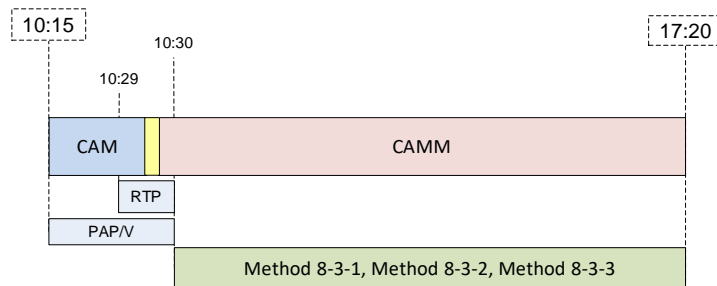 10:15
17:20
10:30
10:29
CAM
CAMM
RTP
PAP/V
Method 8-3-1, Method 8-3-2, Method 8-3-3